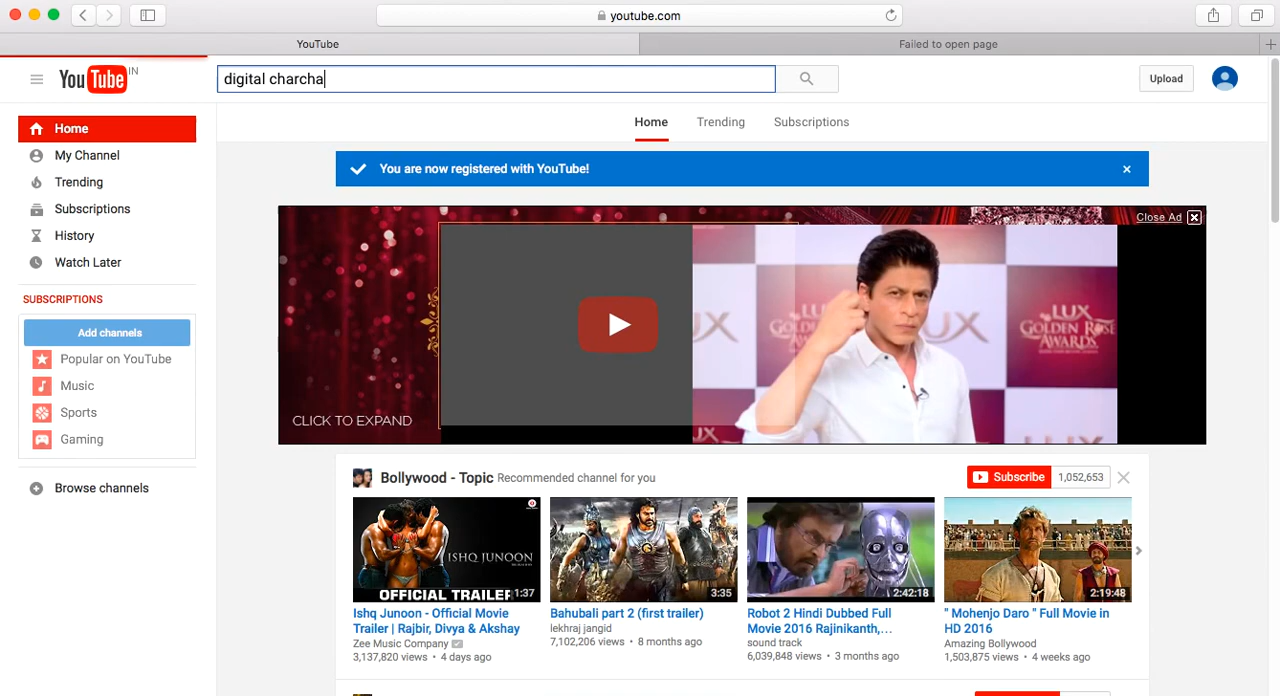 youtube.com
YouTube
Failed to open page
YouTube IN
digital charcha
Upload
Home
My Channel
Trending
Subscriptions
History
Watch Later
SUBSCRIPTIONS
Add channels
Popular on YouTube
Music
Sports
Gaming
Browse channels
Home Trending Subscriptions
You are now registered with YouTube!
Close Ad
LUX
GOLDEN ROSE
AWARDS
CLICK TO EXPAND
Bollywood - Topic Recommended channel for you
Subscribe 1,052,653
ISHQ JUNOON
OFFICIAL TRAILER
1:37
Ishq Junoon - Official Movie
Trailer | Rajbir, Divya & Akshay
Zee Music Company
3,137,820 views • 4 days ago
3:35
Bahubali part 2 (first trailer)
lekhraj jangid
7,102,206 views • 8 months ago
2:42:18
Robot 2 Hindi Dubbed Full
Movie 2016 Rajinikanth,...
sound track
6,039,848 views • 3 months ago
2:19:48
" Mohenjo Daro " Full Movie in
HD 2016
Amazing Bollywood
1,503,875 views • 4 weeks ago